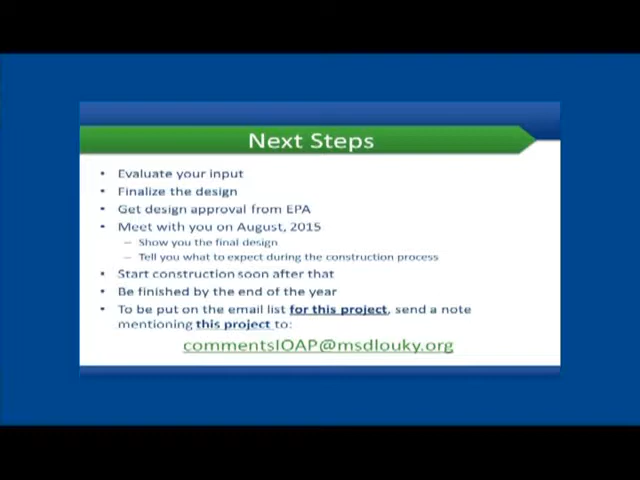 Next Steps
• Evaluate your input
• Finalize the design
• Get design approval from EPA
• Meet with you on August, 2015
– Show you the final design
– Tell you what to expect during the construction process
• Start construction soon after that
• Be finished by the end of the year
• To be put on the email list for this project, send a note
mentioning this project to:
commentsIOAP@msdlouky.org